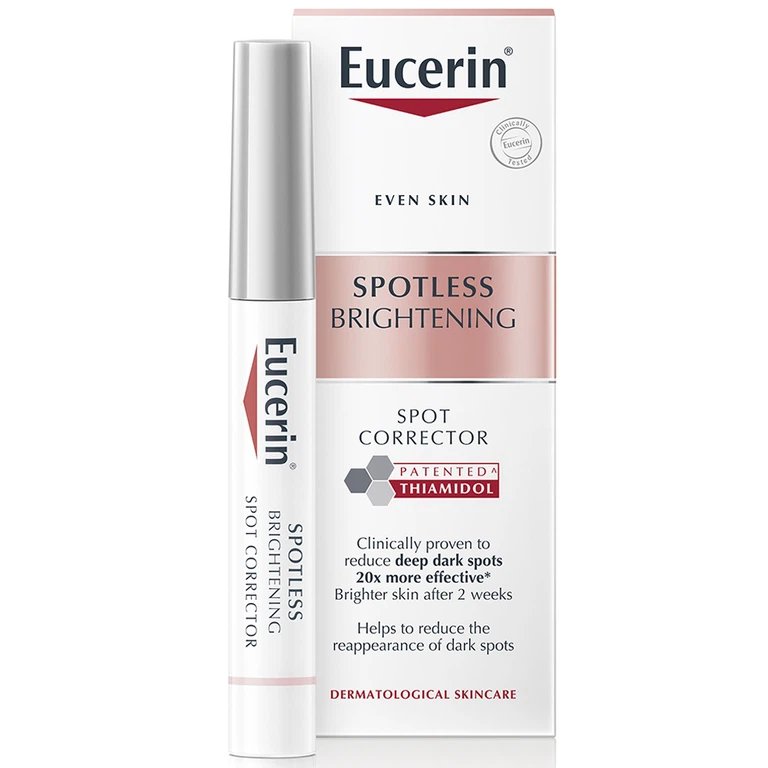 Eucerin®
Clinically
Eucerin
Tested
EVEN SKIN
SPOTLESS
BRIGHTENING
SPOT
CORRECTOR
PATENTED^
THIAMIDOL
Clinically proven to
reduce deep dark spots
20x more effective*
Brighter skin after 2 weeks
Helps to reduce the
reappearance of dark spots
DERMATOLOGICAL SKINCARE
Eucerin®
SPOTLESS
BRIGHTENING
SPOT CORRECTOR